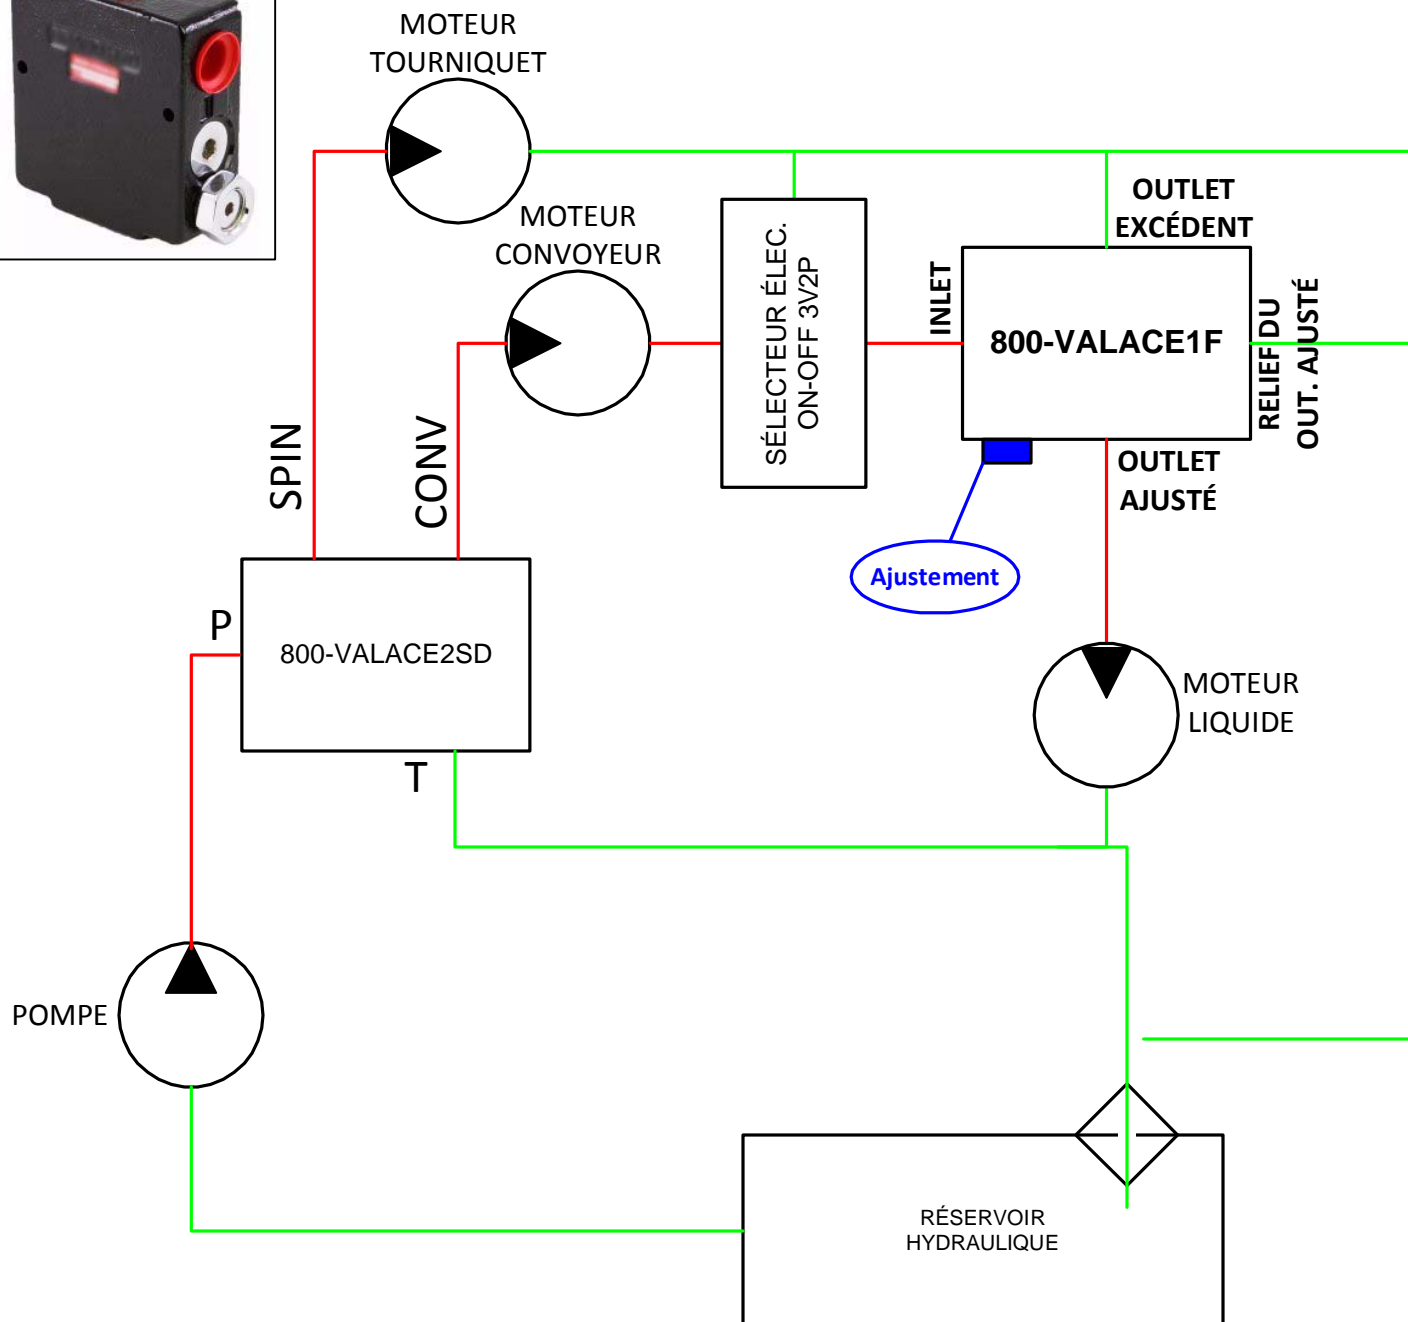 MOTEUR
TOURNIQUET
MOTEUR
CONVOYEUR
SÉLECTEUR ÉLEC.
ON-OFF 3V2P
OUTLET
EXCÉDENT
INLET
800-VALACE1F
RELIEF DU
OUT. AJUSTÉ
OUTLET
AJUSTÉ
Ajustement
SPIN
CONV
P
800-VALACE2SD
T
MOTEUR
LIQUIDE
POMPE
RÉSERVOIR
HYDRAULIQUE